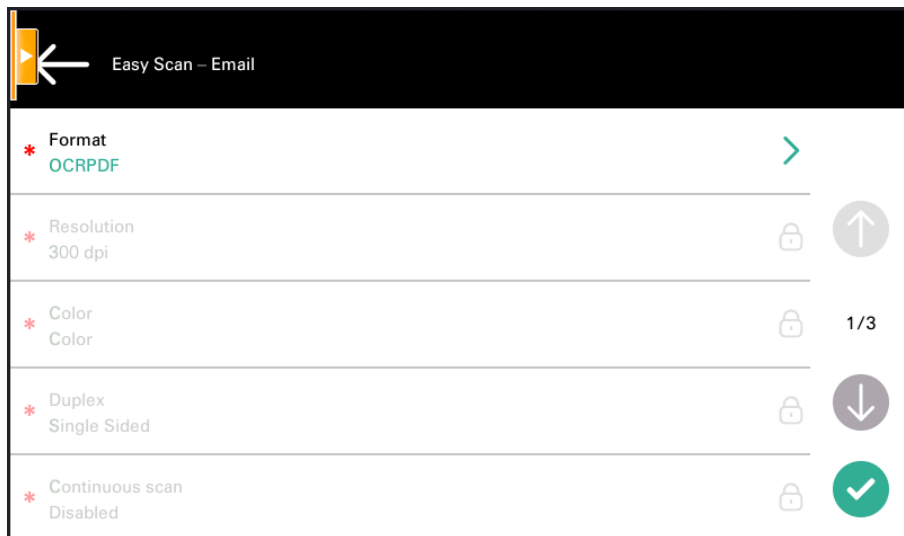 Easy Scan – Email
* Format
OCRPDF
* Resolution
300 dpi
* Color
Color
1/3
* Duplex
Single Sided
* Continuous scan
Disabled